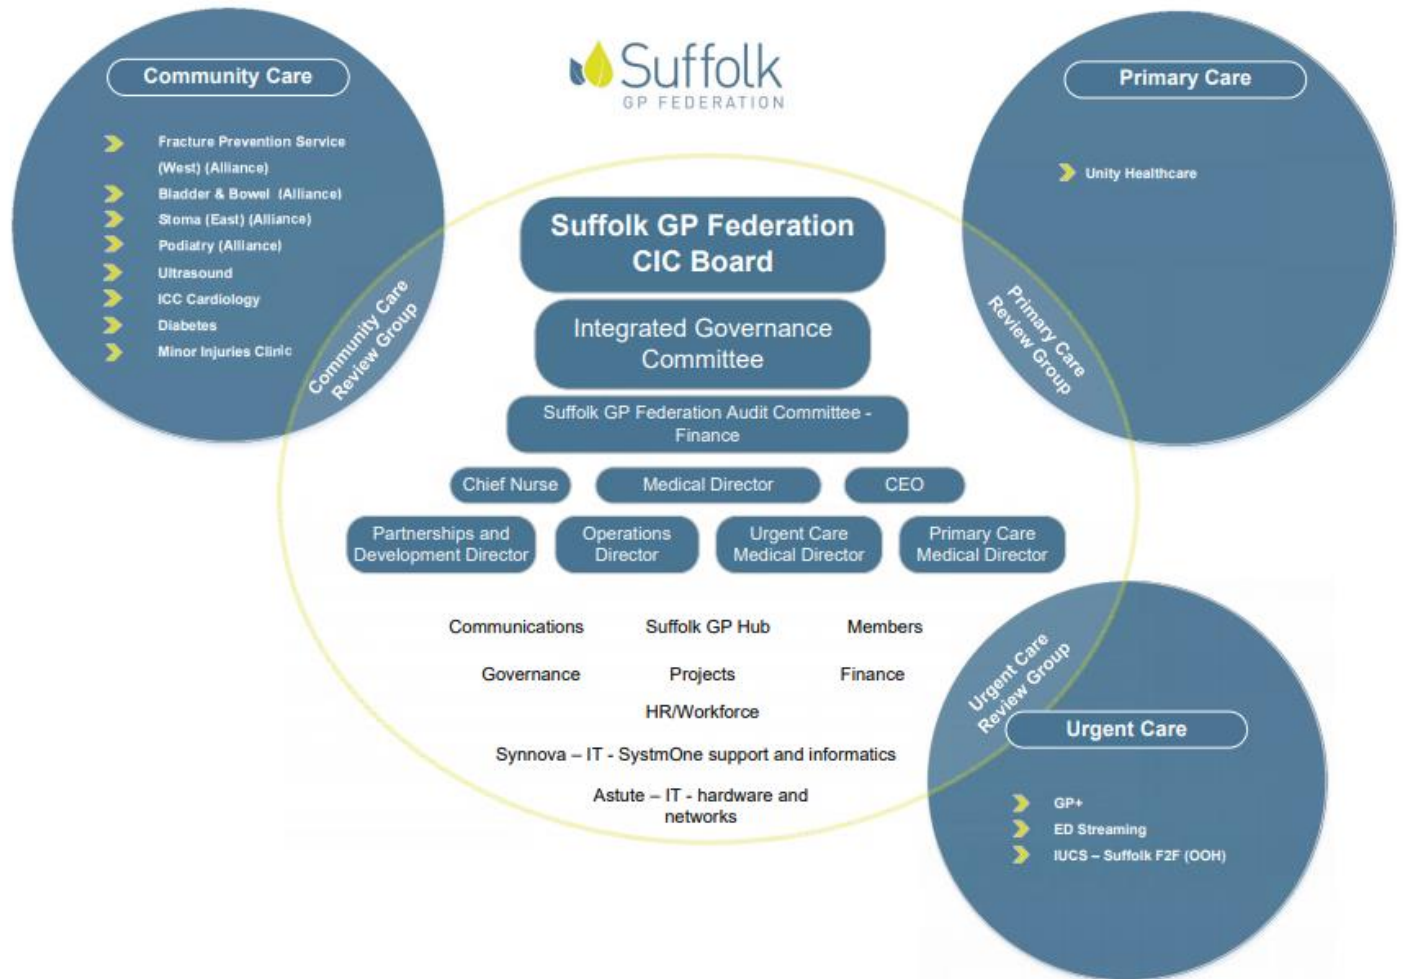 Suffolk
GP FEDERATION
Community Care
Fracture Prevention Service
(West) (Alliance)
Bladder & Bowel (Alliance)
Stoma (East) (Alliance)
Podiatry (Alliance)
Ultrasound
ICC Cardiology
Diabetes
Minor Injuries Clinic
Community Care
Review Group
Primary Care
Unity Healthcare
Primary Care
Review Group
Suffolk GP Federation
CIC Board
Integrated Governance
Committee
Suffolk GP Federation Audit Committee -
Finance
Chief Nurse
Medical Director
CEO
Partnerships and
Development Director
Operations
Director
Urgent Care
Medical Director
Primary Care
Medical Director
Communications
Suffolk GP Hub
Members
Governance
Projects
Finance
HR/Workforce
Synnova – IT - SystmOne support and informatics
Astute – IT - hardware and
networks
Urgent Care
Review Group
Urgent Care
GP+
ED Streaming
IUCS – Suffolk F2F (OOH)